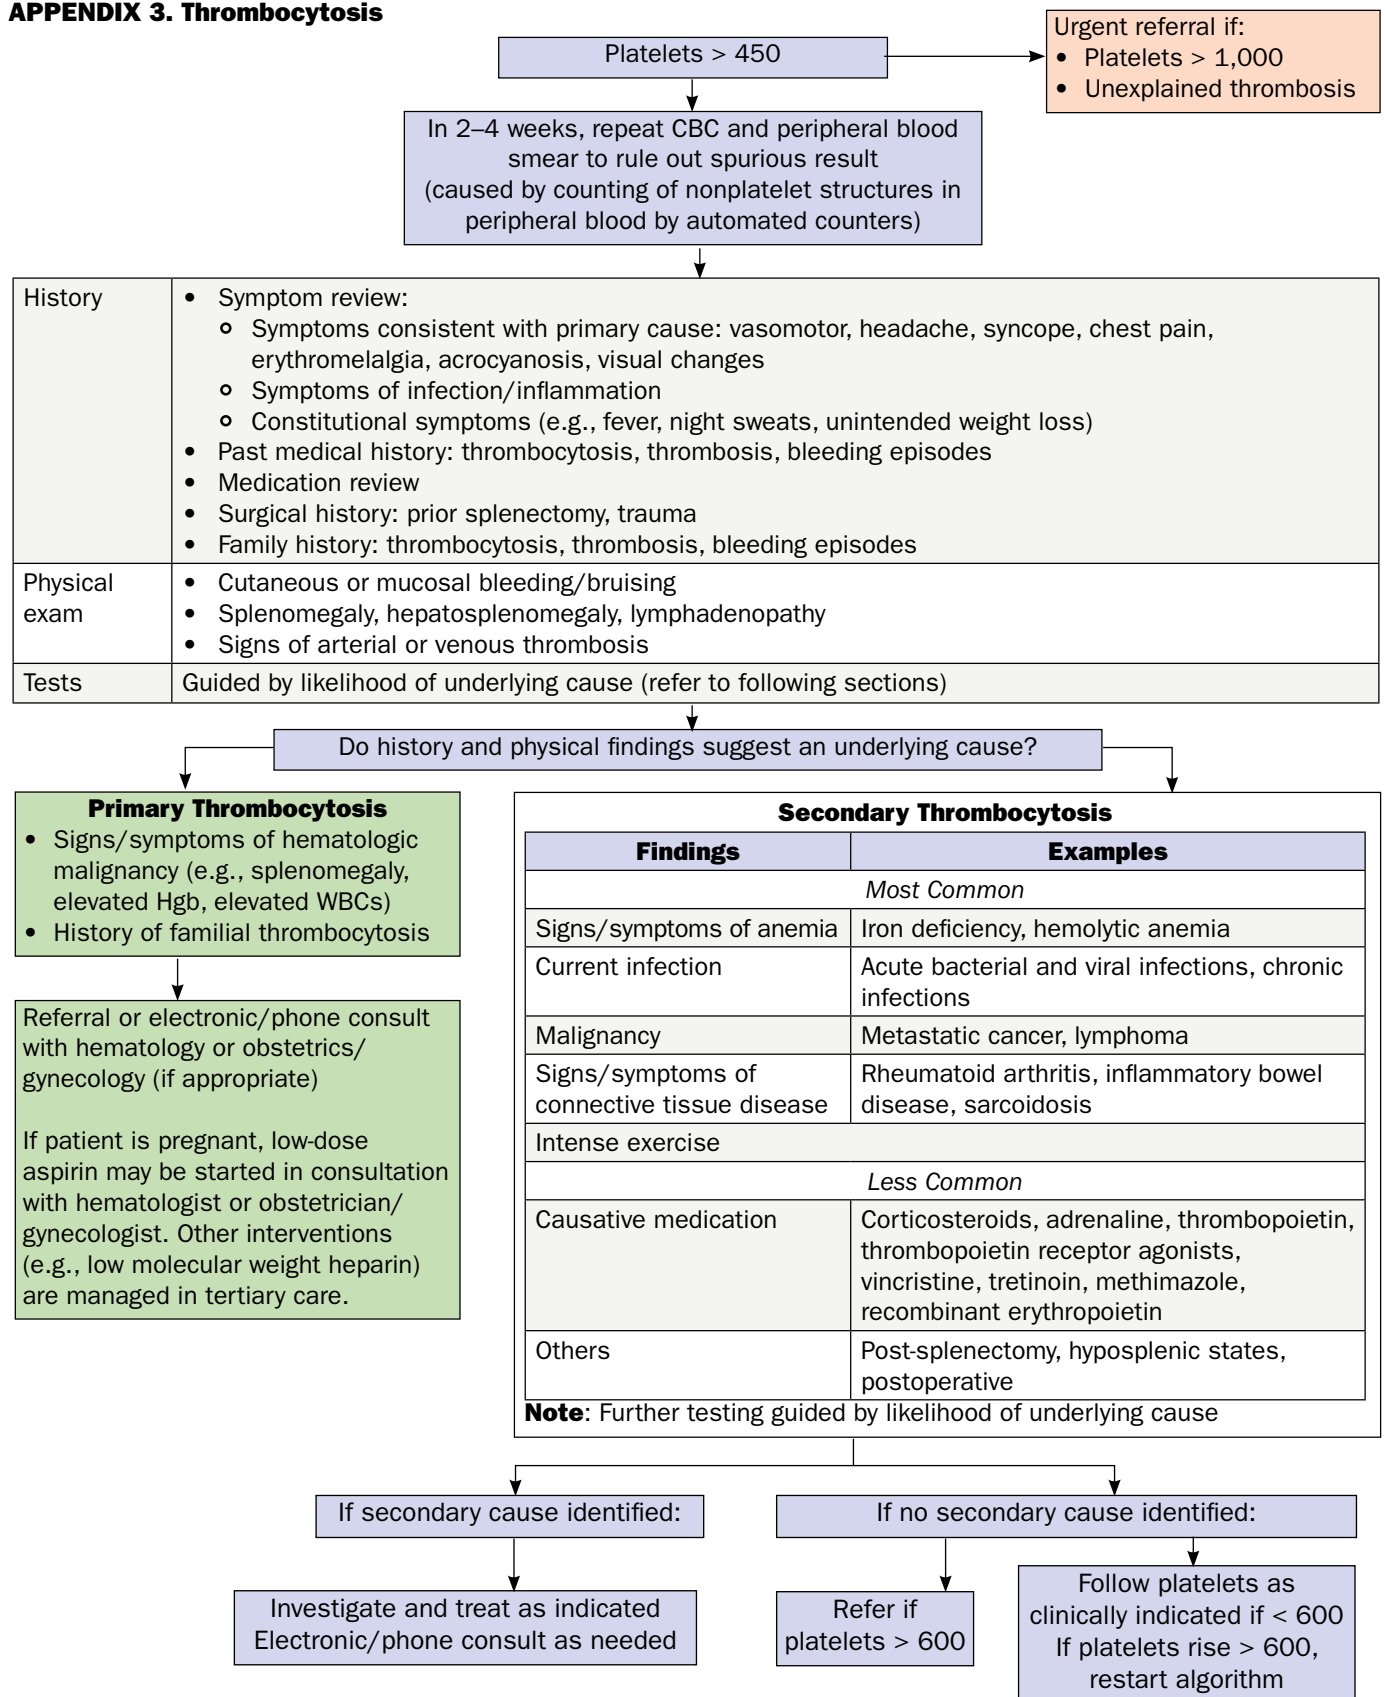 APPENDIX 3. Thrombocytosis
Platelets > 450
Urgent referral if:
• Platelets > 1,000
• Unexplained thrombosis
In 2–4 weeks, repeat CBC and peripheral blood
smear to rule out spurious result
(caused by counting of nonplatelet structures in
peripheral blood by automated counters)
History
• Symptom review:
o Symptoms consistent with primary cause: vasomotor, headache, syncope, chest pain,
erythromelalgia, acrocyanosis, visual changes
o Symptoms of infection/inflammation
o Constitutional symptoms (e.g., fever, night sweats, unintended weight loss)
• Past medical history: thrombocytosis, thrombosis, bleeding episodes
• Medication review
• Surgical history: prior splenectomy, trauma
• Family history: thrombocytosis, thrombosis, bleeding episodes
Physical
exam
• Cutaneous or mucosal bleeding/bruising
• Splenomegaly, hepatosplenomegaly, lymphadenopathy
• Signs of arterial or venous thrombosis
Tests
Guided by likelihood of underlying cause (refer to following sections)
Do history and physical findings suggest an underlying cause?
Primary Thrombocytosis
• Signs/symptoms of hematologic
malignancy (e.g., splenomegaly,
elevated Hgb, elevated WBCs)
• History of familial thrombocytosis
Referral or electronic/phone consult
with hematology or obstetrics/
gynecology (if appropriate)
If patient is pregnant, low-dose
aspirin may be started in consultation
with hematologist or obstetrician/
gynecologist. Other interventions
(e.g., low molecular weight heparin)
are managed in tertiary care.
Secondary Thrombocytosis
Findings
Examples
Most Common
Signs/symptoms of anemia
Iron deficiency, hemolytic anemia
Current infection
Acute bacterial and viral infections, chronic
infections
Malignancy
Metastatic cancer, lymphoma
Signs/symptoms of
connective tissue disease
Rheumatoid arthritis, inflammatory bowel
disease, sarcoidosis
Intense exercise
Less Common
Causative medication
Corticosteroids, adrenaline, thrombopoietin,
thrombopoietin receptor agonists,
vincristine, tretinoin, methimazole,
recombinant erythropoietin
Others
Post-splenectomy, hyposplenic states,
postoperative
Note: Further testing guided by likelihood of underlying cause
If secondary cause identified:
Investigate and treat as indicated
Electronic/phone consult as needed
If no secondary cause identified:
Refer if
platelets > 600
Follow platelets as
clinically indicated if < 600
If platelets rise > 600,
restart algorithm